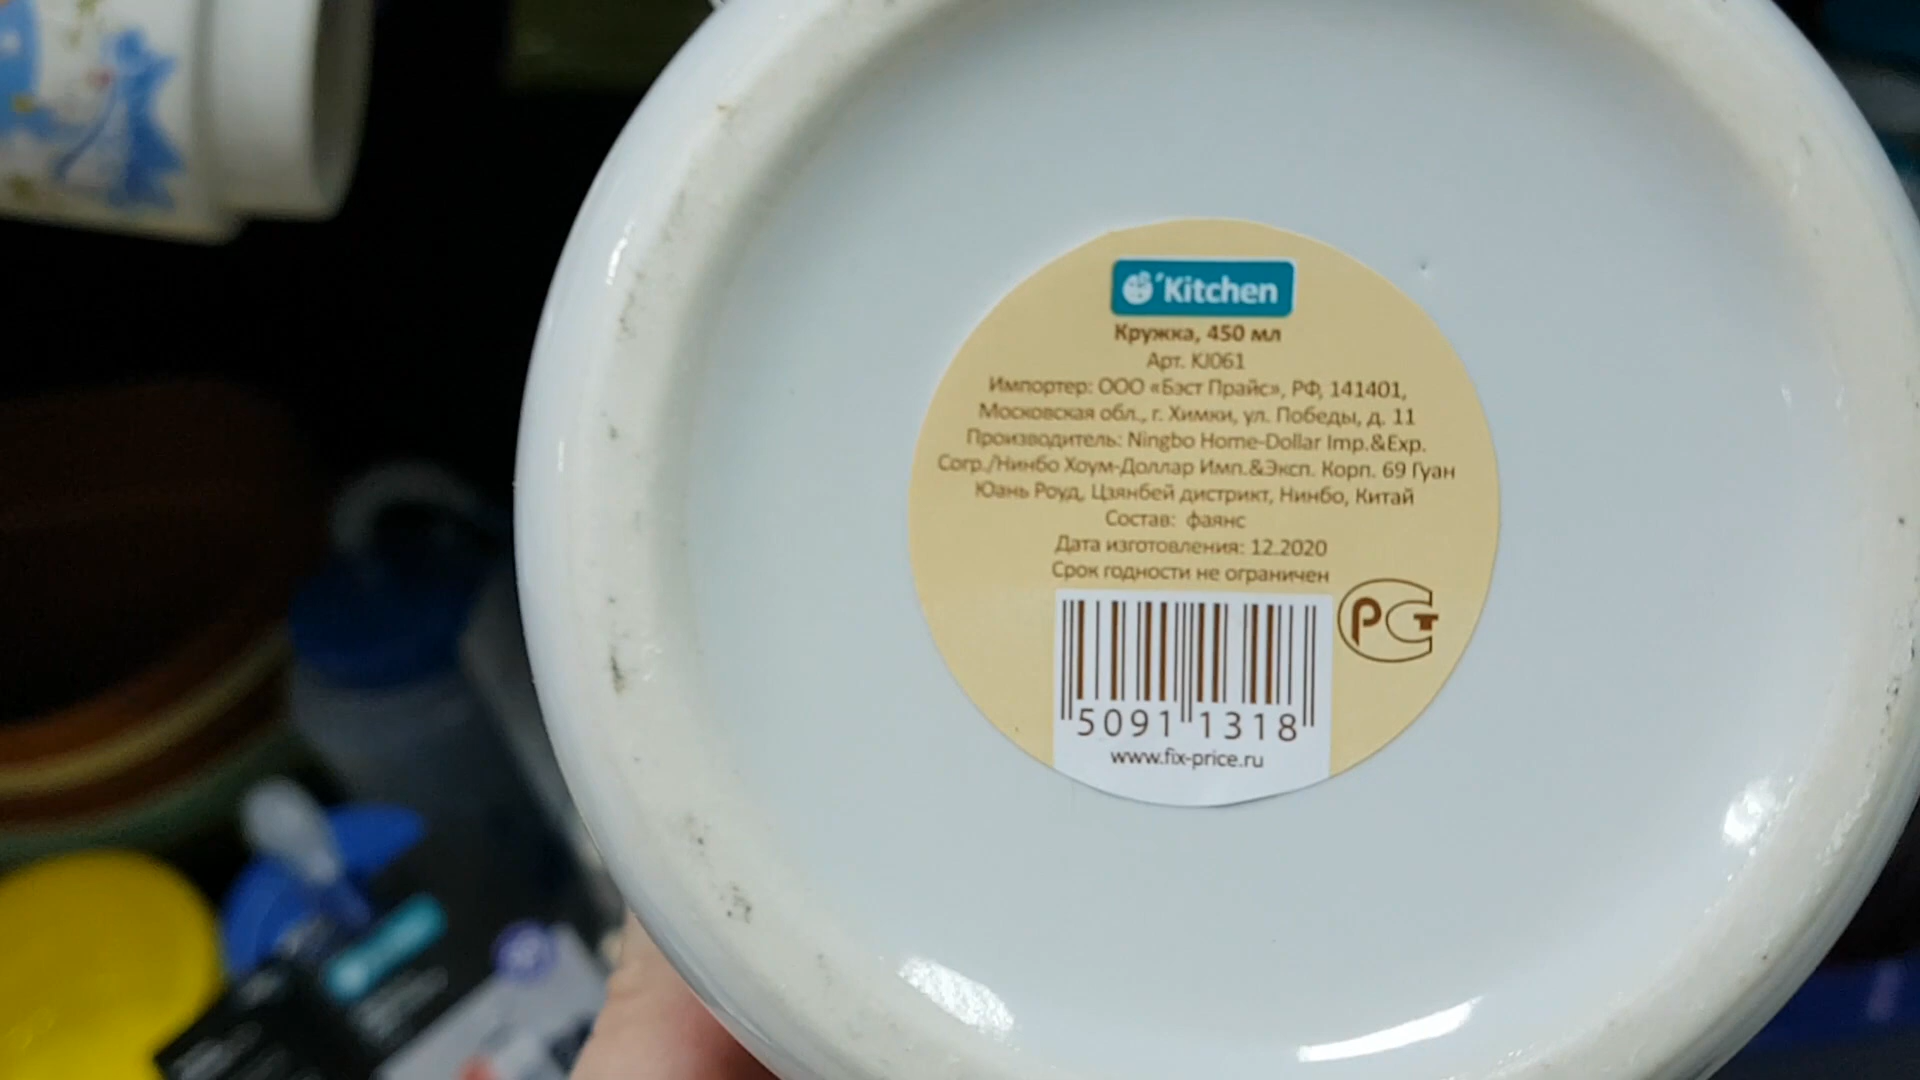 'Kitchen
Кружка, 450 мл
Арт. KJ061
Импортер: ООО «Бэст Прайс», РФ, 141401,
Московская обл., г. Химки, ул. Победы, д. 11
Производитель: Ningbo Home-Dollar Imp.&Exp.
Corp./Нинбо Хоум-Доллар Имп.&Эксп. Корп. 69 Гуан
Юань Роуд, Цзянбей дистрикт, Нинбо, Китай
Состав: фаянс
Дата изготовления: 12.2020
Срок годности не ограничен
РСТ
5091 1318
www.fix-price.ru